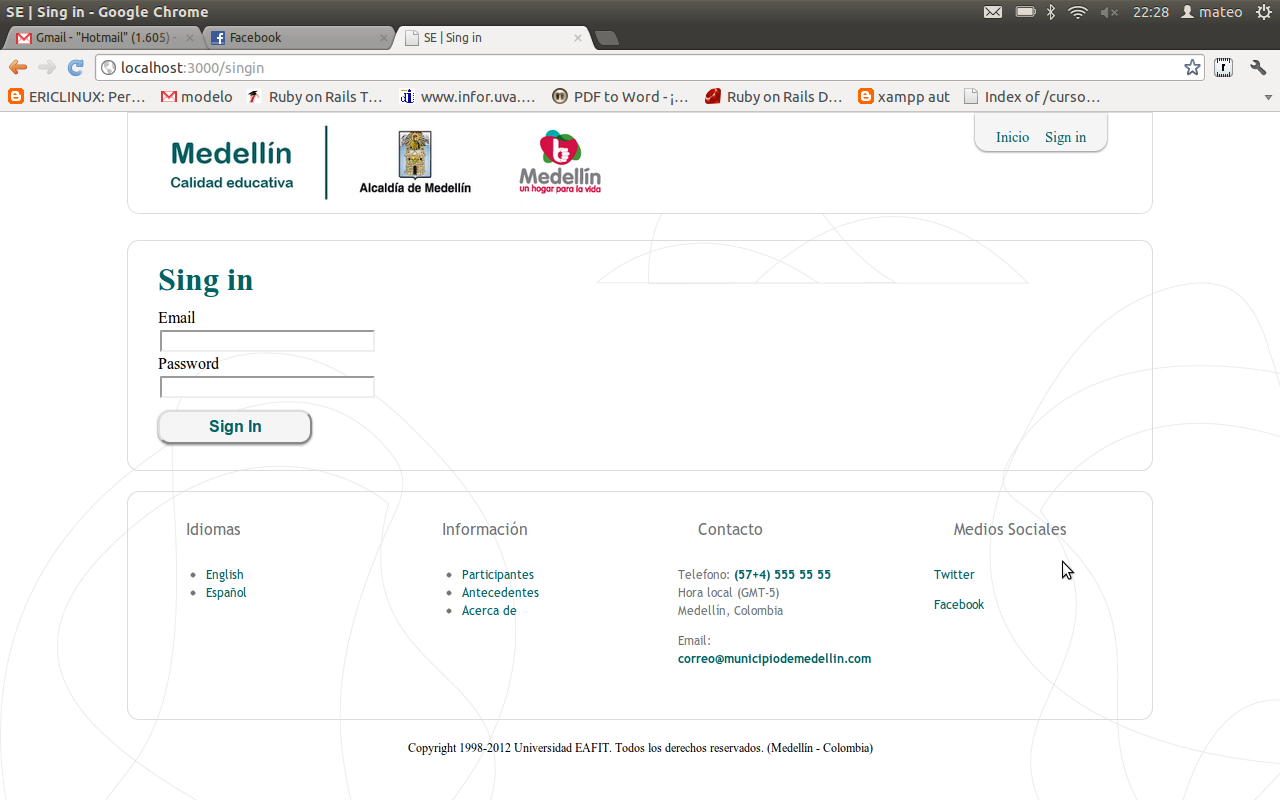 SE | Sing in - Google Chrome
22:28 mateo
Gmail - "Hotmail" (1.605) -
Facebook
SE | Sing in
localhost:3000/singin
ERICLINUX: Per…
modelo
Ruby on Rails T…
www.infor.uva.…
PDF to Word - ¡…
Ruby on Rails D…
xampp aut
Index of /curso…
Medellín
Calidad educativa
Alcaldía de Medellín
Medellín
un hogar para la vida
Inicio Sign in
Sing in
Email
Password
Sign In
Idiomas
English
Español
Información
Participantes
Antecedentes
Acerca de
Contacto
Telefono: (57+4) 555 55 55
Hora local (GMT-5)
Medellín, Colombia
Email:
correo@municipiodemedellin.com
Medios Sociales
Twitter
Facebook
Copyright 1998-2012 Universidad EAFIT. Todos los derechos reservados. (Medellín - Colombia)